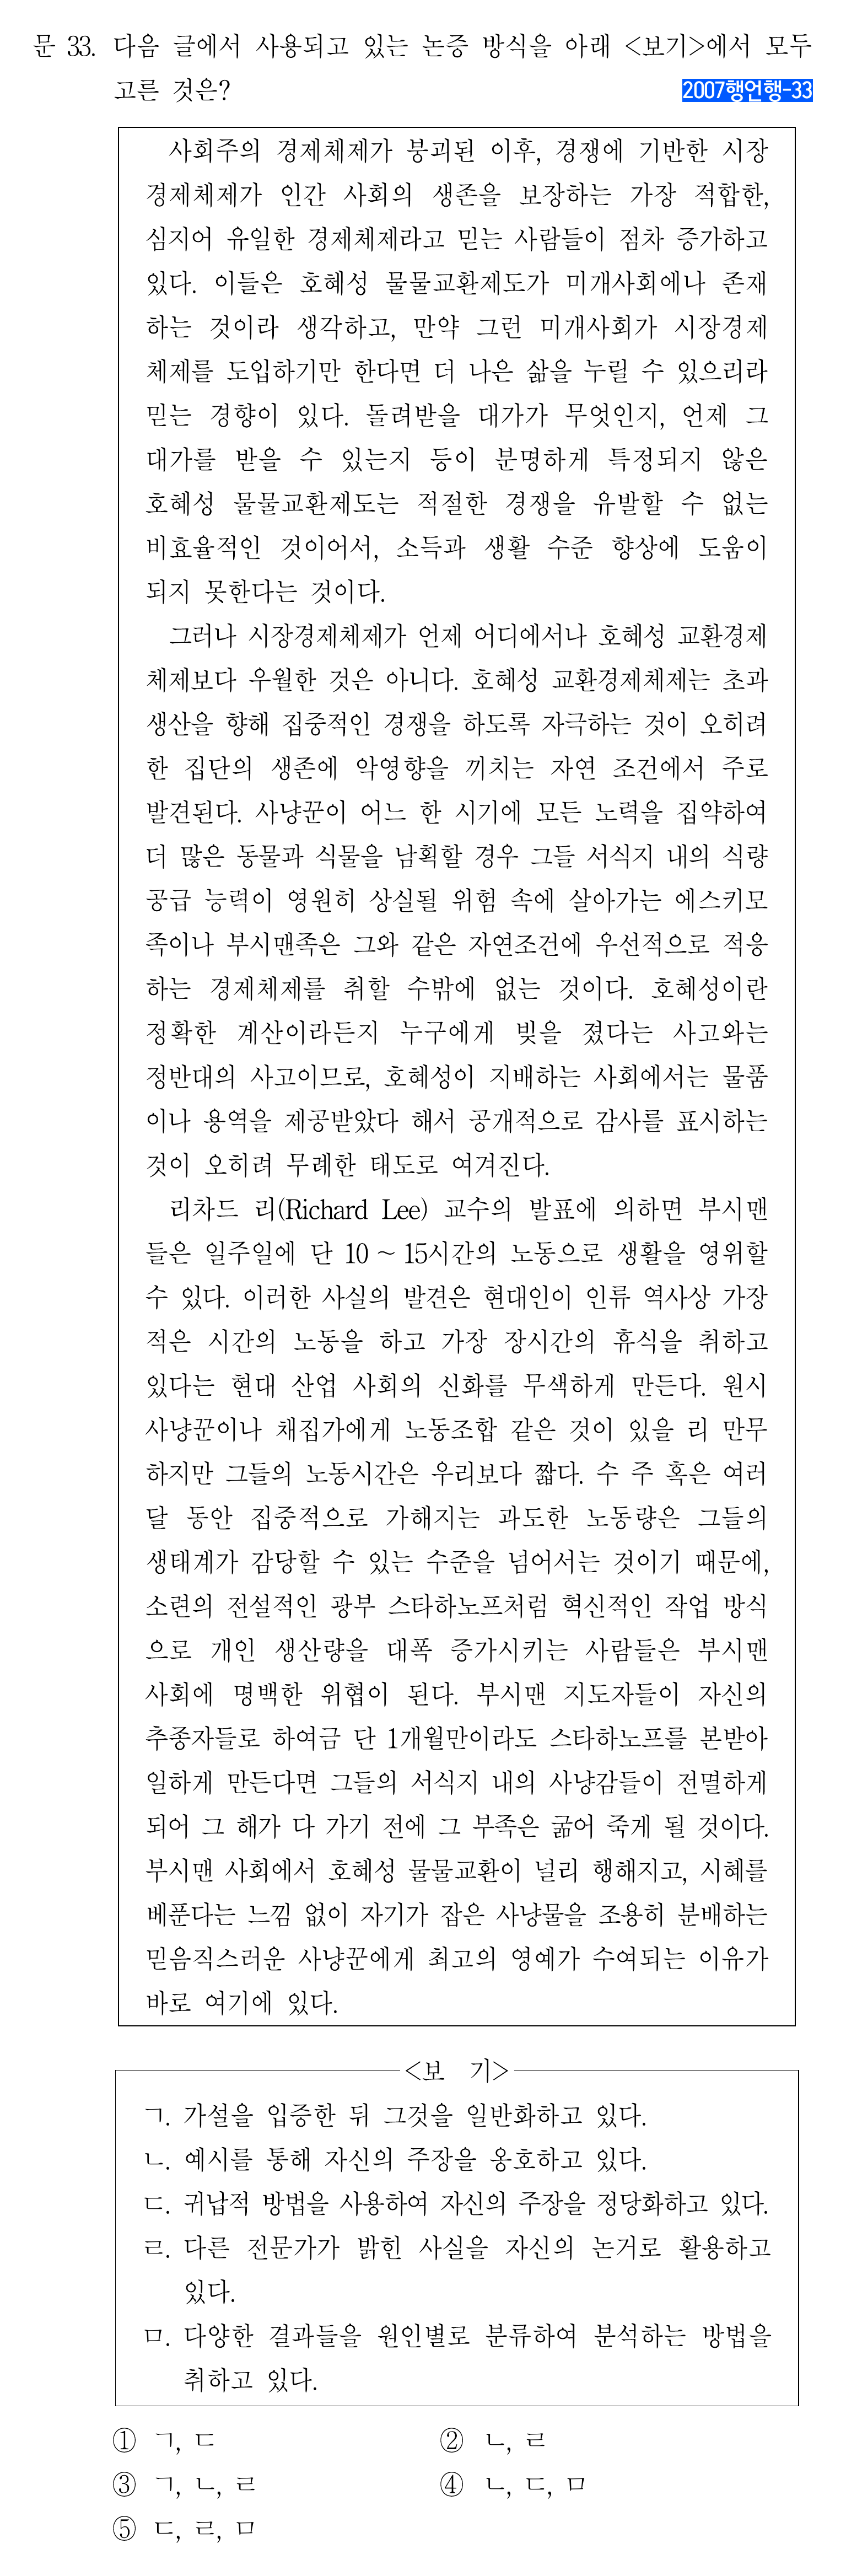 문 33. 다음 글에서 사용되고 있는 논증 방식을 아래 <보기>에서 모두
고른 것은?
2007행언행-33
사회주의 경제체제가 붕괴된 이후, 경쟁에 기반한 시장
경제체제가 인간 사회의 생존을 보장하는 가장 적합한,
심지어 유일한 경제체제라고 믿는 사람들이 점차 증가하고
있다. 이들은 호혜성 물물교환제도가 미개사회에나 존재
하는 것이라 생각하고, 만약 그런 미개사회가 시장경제
체제를 도입하기만 한다면 더 나은 삶을 누릴 수 있으리라
믿는 경향이 있다. 돌려받을 대가가 무엇인지, 언제 그
대가를 받을 수 있는지 등이 분명하게 특정되지 않은
호혜성 물물교환제도는 적절한 경쟁을 유발할 수 없는
비효율적인 것이어서, 소득과 생활 수준 향상에 도움이
되지 못한다는 것이다.
그러나 시장경제체제가 언제 어디에서나 호혜성 교환경제
체제보다 우월한 것은 아니다. 호혜성 교환경제체제는 초과
생산을 향해 집중적인 경쟁을 하도록 자극하는 것이 오히려
한 집단의 생존에 악영향을 끼치는 자연 조건에서 주로
발견된다. 사냥꾼이 어느 한 시기에 모든 노력을 집약하여
더 많은 동물과 식물을 남획할 경우 그들 서식지 내의 식량
공급 능력이 영원히 상실될 위험 속에 살아가는 에스키모
족이나 부시맨족은 그와 같은 자연조건에 우선적으로 적응
하는 경제체제를 취할 수밖에 없는 것이다. 호혜성이란
정확한 계산이라든지 누구에게 빚을 졌다는 사고와는
정반대의 사고이므로, 호혜성이 지배하는 사회에서는 물품
이나 용역을 제공받았다 해서 공개적으로 감사를 표시하는
것이 오히려 무례한 태도로 여겨진다.
리차드 리(Richard Lee) 교수의 발표에 의하면 부시맨
들은 일주일에 단 10 ~ 15시간의 노동으로 생활을 영위할
수 있다. 이러한 사실의 발견은 현대인이 인류 역사상 가장
적은 시간의 노동을 하고 가장 장시간의 휴식을 취하고
있다는 현대 산업 사회의 신화를 무색하게 만든다. 원시
사냥꾼이나 채집가에게 노동조합 같은 것이 있을 리 만무
하지만 그들의 노동시간은 우리보다 짧다. 수 주 혹은 여러
달 동안 집중적으로 가해지는 과도한 노동량은 그들의
생태계가 감당할 수 있는 수준을 넘어서는 것이기 때문에,
소련의 전설적인 광부 스타하노프처럼 혁신적인 작업 방식
으로 개인 생산량을 대폭 증가시키는 사람들은 부시맨
사회에 명백한 위협이 된다. 부시맨 지도자들이 자신의
추종자들로 하여금 단 1개월만이라도 스타하노프를 본받아
일하게 만든다면 그들의 서식지 내의 사냥감들이 전멸하게
되어 그 해가 다 가기 전에 그 부족은 굶어 죽게 될 것이다.
부시맨 사회에서 호혜성 물물교환이 널리 행해지고, 시혜를
베푼다는 느낌 없이 자기가 잡은 사냥물을 조용히 분배하는
믿음직스러운 사냥꾼에게 최고의 영예가 수여되는 이유가
바로 여기에 있다.
<보 기>
ㄱ. 가설을 입증한 뒤 그것을 일반화하고 있다.
ㄴ. 예시를 통해 자신의 주장을 옹호하고 있다.
ㄷ. 귀납적 방법을 사용하여 자신의 주장을 정당화하고 있다.
ㄹ. 다른 전문가가 밝힌 사실을 자신의 논거로 활용하고
있다.
ㅁ. 다양한 결과들을 원인별로 분류하여 분석하는 방법을
취하고 있다.
① ㄱ, ㄷ ② ㄴ, ㄹ
③ ㄱ, ㄴ, ㄹ ④ ㄴ, ㄷ, ㅁ
⑤ ㄷ, ㄹ, ㅁ